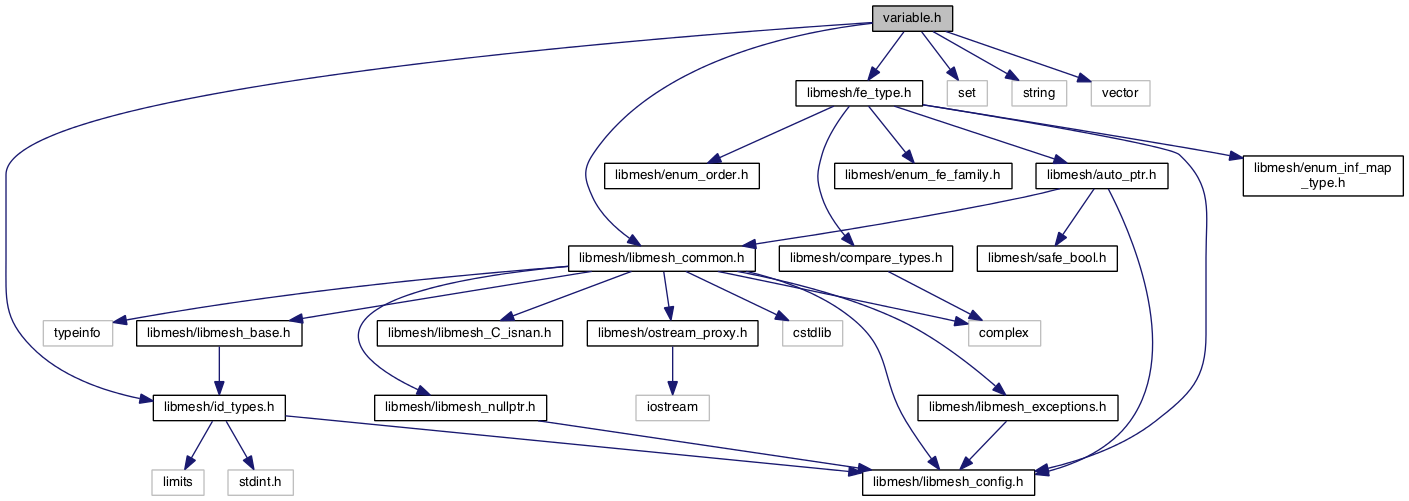 variable.h
libmesh/fe_type.h
set
string
vector
libmesh/enum_order.h
libmesh/enum_fe_family.h
libmesh/auto_ptr.h
libmesh/enum_inf_map
_type.h
libmesh/libmesh_common.h
libmesh/compare_types.h
libmesh/safe_bool.h
typeinfo
libmesh/libmesh_base.h
libmesh/libmesh_C_isnan.h
libmesh/ostream_proxy.h
cstdlib
complex
libmesh/id_types.h
libmesh/libmesh_nullptr.h
iostream
libmesh/libmesh_exceptions.h
limits
stdint.h
libmesh/libmesh_config.h